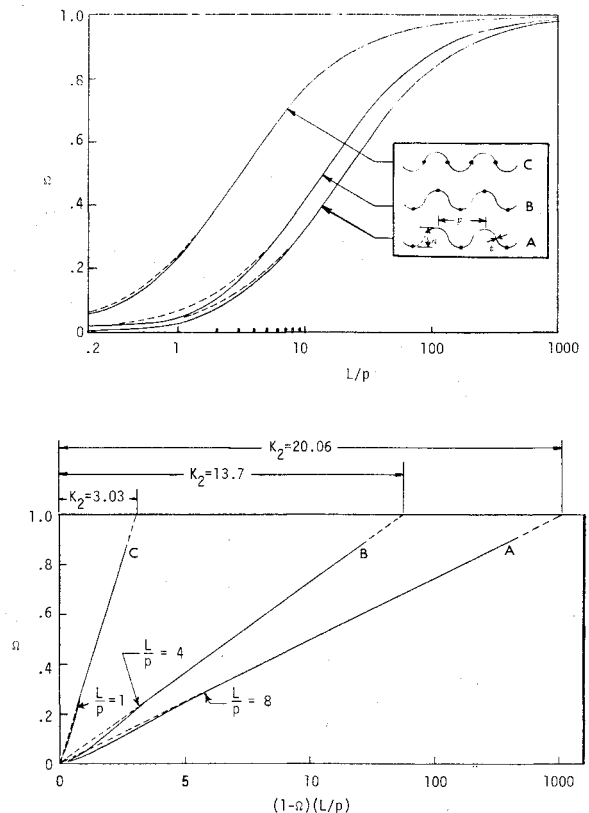 1.0
.8
.6
.4
.2
0
Ω
.2
1
10
100
1000
L/p
C
B
p
A
t
K₂=20.06
K₂=13.7
K₂=3.03
1.0
.8
.6
.4
.2
0
Ω
C
B
A
L/p = 1
L/p = 4
L/p = 8
0
5
10
100
1000
(1-Ω)(L/p)